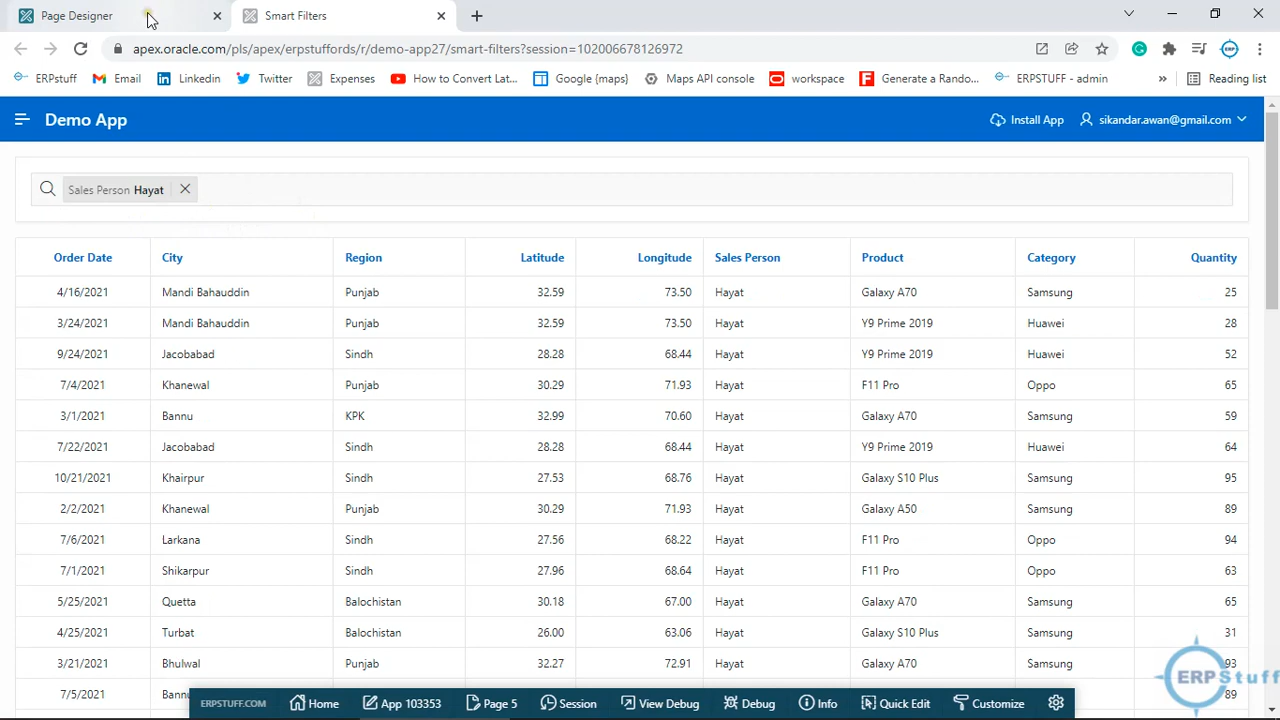 Page Designer
Smart Filters
apex.oracle.com/pls/apex/erpstuffords/r/demo-app27/smart-filters?session=102006678126972
ERPstuff Email Linkedin Twitter Expenses How to Convert Lat... Google {maps} Maps API console workspace Generate a Rando... ERPSTUFF - admin » Reading list
Demo App
Install App sikandar.awan@gmail.com
Sales Person Hayat
Order Date City Region Latitude Longitude Sales Person Product Category Quantity
4/16/2021 Mandi Bahauddin Punjab 32.59 73.50 Hayat Galaxy A70 Samsung 25
3/24/2021 Mandi Bahauddin Punjab 32.59 73.50 Hayat Y9 Prime 2019 Huawei 28
9/24/2021 Jacobabad Sindh 28.28 68.44 Hayat Y9 Prime 2019 Huawei 52
7/4/2021 Khanewal Punjab 30.29 71.93 Hayat F11 Pro Oppo 65
3/1/2021 Bannu KPK 32.99 70.60 Hayat Galaxy A70 Samsung 59
7/22/2021 Jacobabad Sindh 28.28 68.44 Hayat Y9 Prime 2019 Huawei 64
10/21/2021 Khairpur Sindh 27.53 68.76 Hayat Galaxy S10 Plus Samsung 95
2/2/2021 Khanewal Punjab 30.29 71.93 Hayat Galaxy A50 Samsung 89
7/6/2021 Larkana Sindh 27.56 68.22 Hayat F11 Pro Oppo 94
7/1/2021 Shikarpur Sindh 27.96 68.64 Hayat F11 Pro Oppo 63
5/25/2021 Quetta Balochistan 30.18 67.00 Hayat Galaxy A70 Samsung 65
4/25/2021 Turbat Balochistan 26.00 63.06 Hayat Galaxy S10 Plus Samsung 31
3/21/2021 Bhulwal Punjab 32.27 72.91 Hayat Galaxy A70 Samsung 93
7/5/2021 89
ERPStuff
ERPSTUFF.COM Home App 103353 Page 5 Session View Debug Debug Info Quick Edit Customize